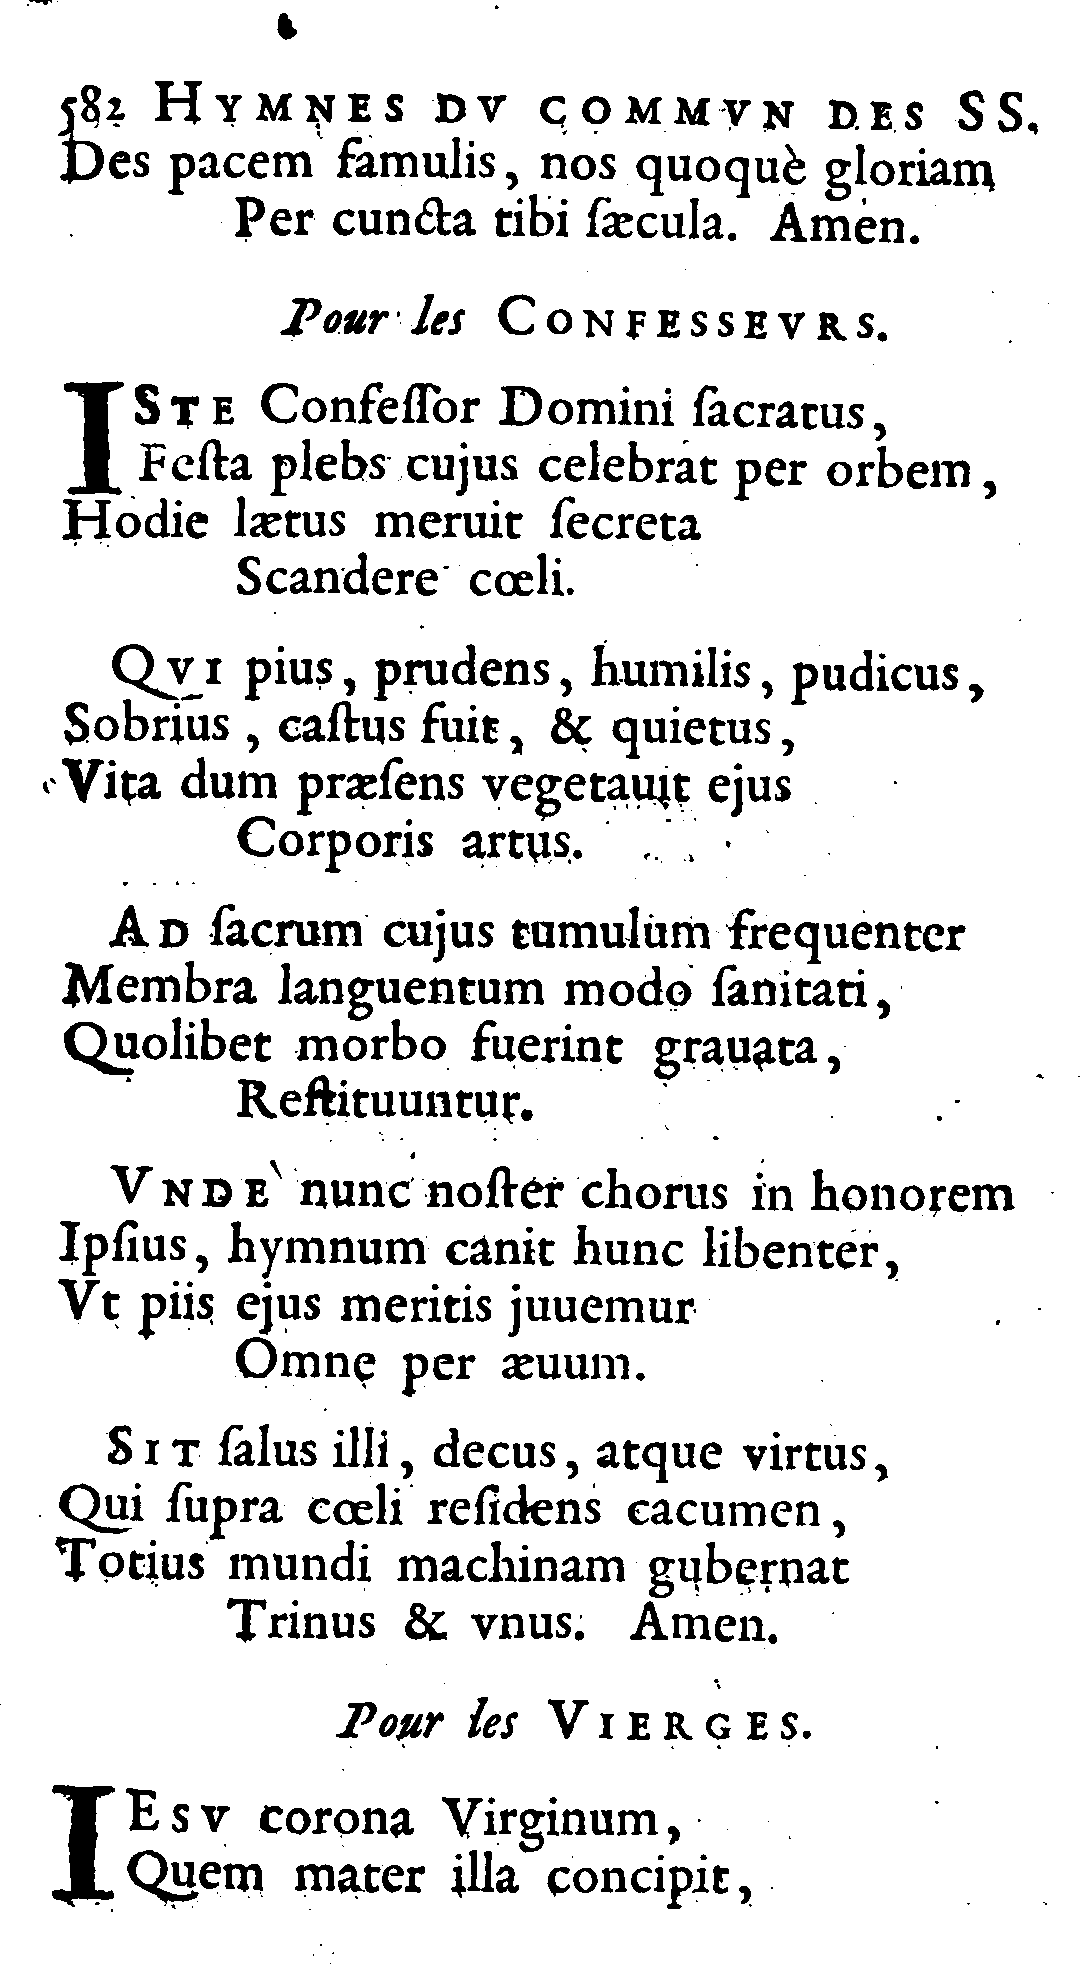 582 HYMNES DV COMMVN DES SS.
Des pacem famulis, nos quoquè gloriam
Per cuncta tibi ſæcula. Amen.
Pour les CONFESSEVRS.
ISTE Confeſſor Domini ſacratus,
Feſta plebs cujus celebrat per orbem,
Hodie lætus meruit ſecreta
Scandere cœli.
QVI pius, prudens, humilis, pudicus,
Sobrius, caſtus fuit, & quietus,
Vita dum præſens vegetauit ejus
Corporis artus.
AD ſacrum cujus tumulum frequenter
Membra languentum modo ſanitati,
Quolibet morbo fuerint grauata,
Reſtituuntur.
VNDE nunc noſter chorus in honorem
Ipſius, hymnum canit hunc libenter,
Vt piis ejus meritis juuemur
Omne per æuum.
SIT ſalus illi, decus, atque virtus,
Qui ſupra cœli reſidens cacumen,
Totius mundi machinam gubernat
Trinus & vnus. Amen.
Pour les VIERGES.
IESV corona Virginum,
Quem mater illa concipit,